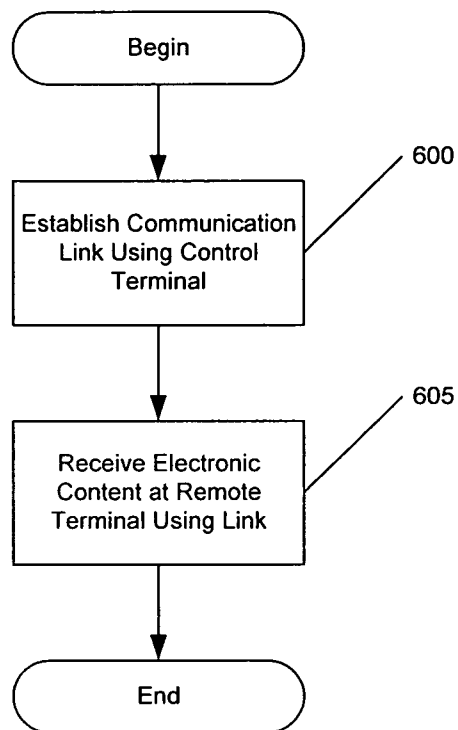 Begin
600
Establish Communication
Link Using Control
Terminal
605
Receive Electronic
Content at Remote
Terminal Using Link
End